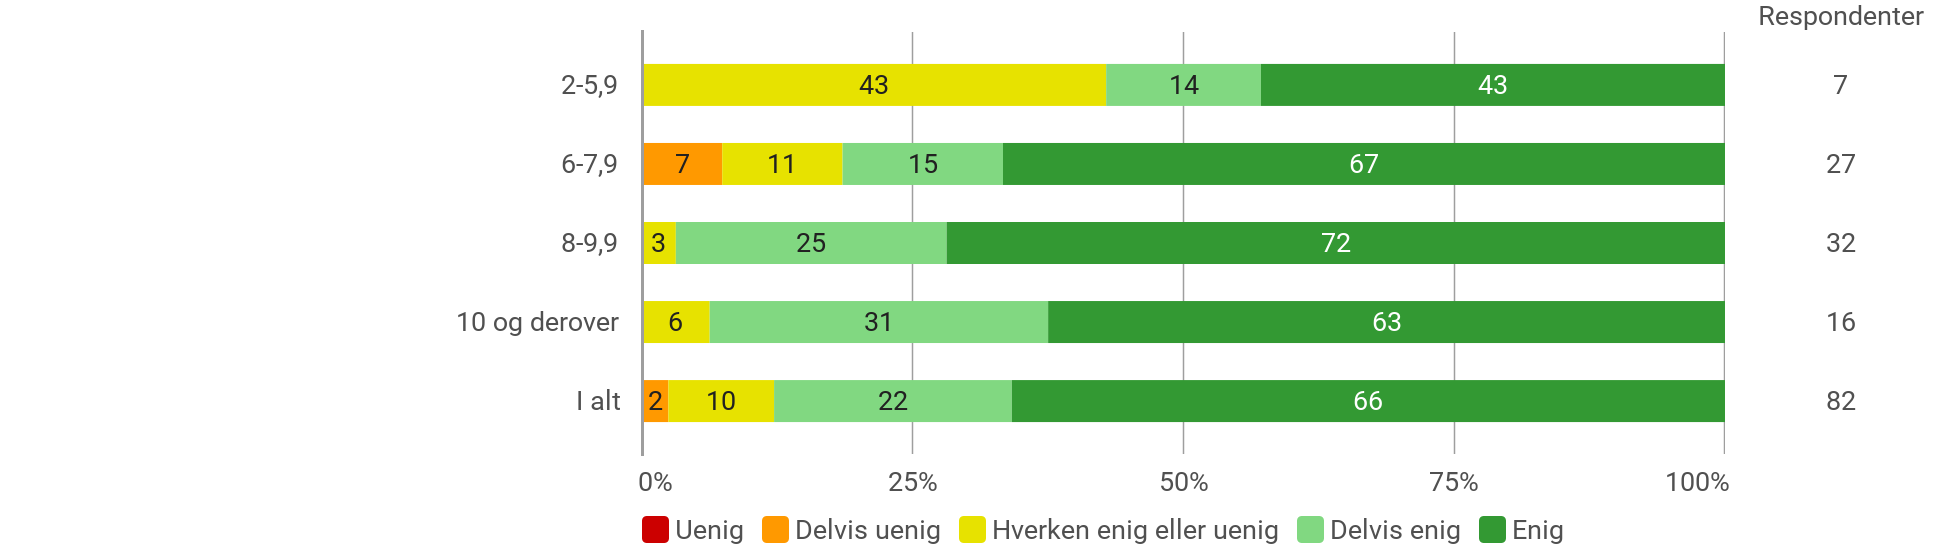 Respondenter
2-5,9 43 14 43 7
6-7,9 7 11 15 67 27
8-9,9 3 25 72 32
10 og derover 6 31 63 16
I alt 2 10 22 66 82
0% 25% 50% 75% 100%
Uenig Delvis uenig Hverken enig eller uenig Delvis enig Enig